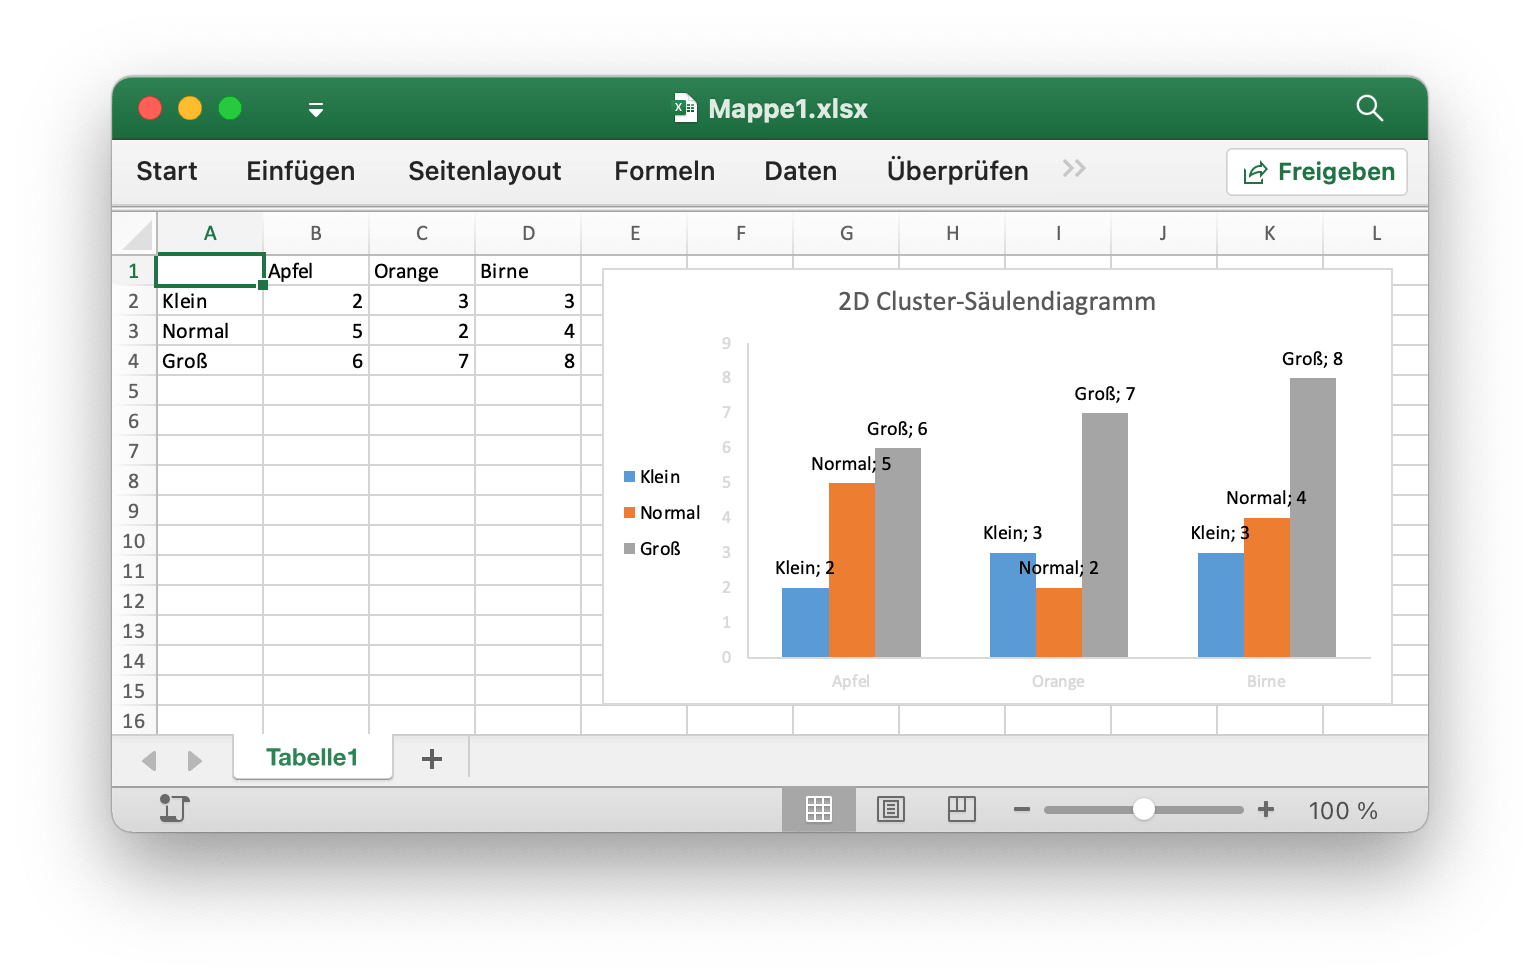 Mappe1.xlsx
Start Einfügen Seitenlayout Formeln Daten Überprüfen Freigeben
A B C D E F G H I J K L
1 Apfel Orange Birne
2 Klein 2 3 3
3 Normal 5 2 4
4 Groß 6 7 8
5
6
7
8
9
10
11
12
13
14
15
16
2D Cluster-Säulendiagramm
Klein
Normal
Groß
9
8
7
6
5
4
3
2
1
0
Klein; 2
Normal; 5
Groß; 6
Klein; 3
Normal; 2
Groß; 7
Klein; 3
Normal; 4
Groß; 8
Apfel Orange Birne
Tabelle1
100 %